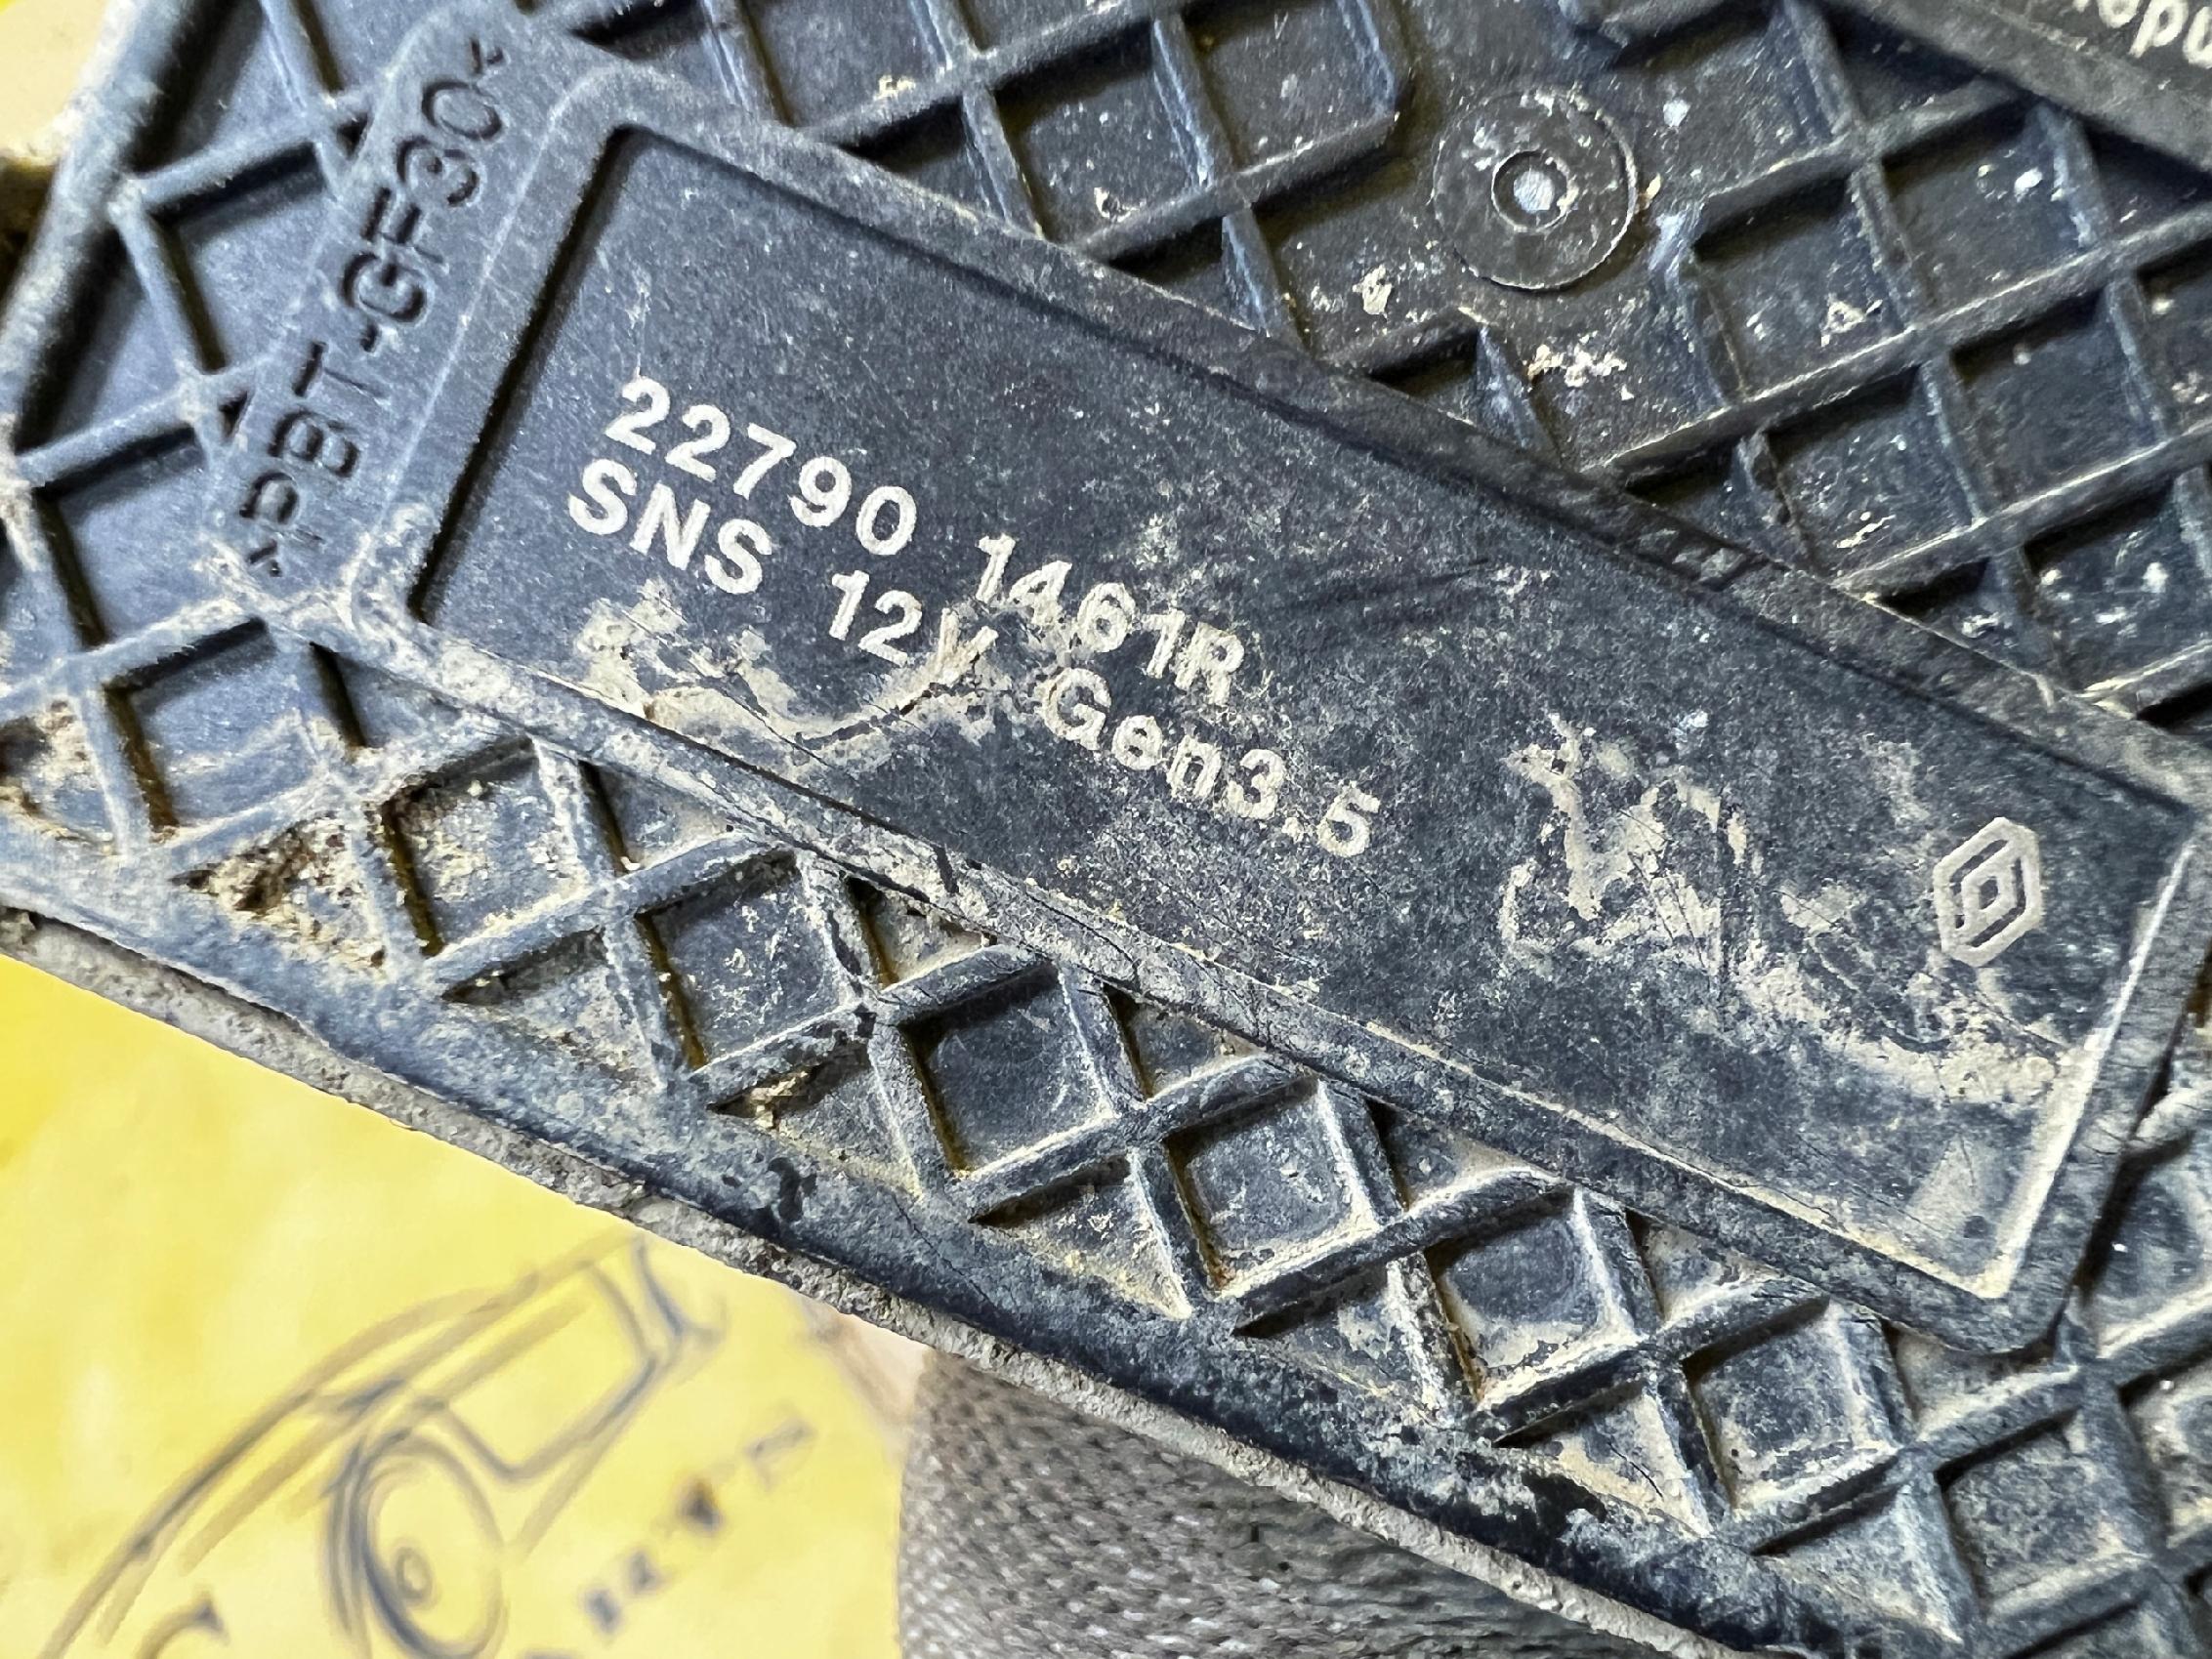 >PBT-GF30<
22790 1461R
SNS 12V Gen3.5